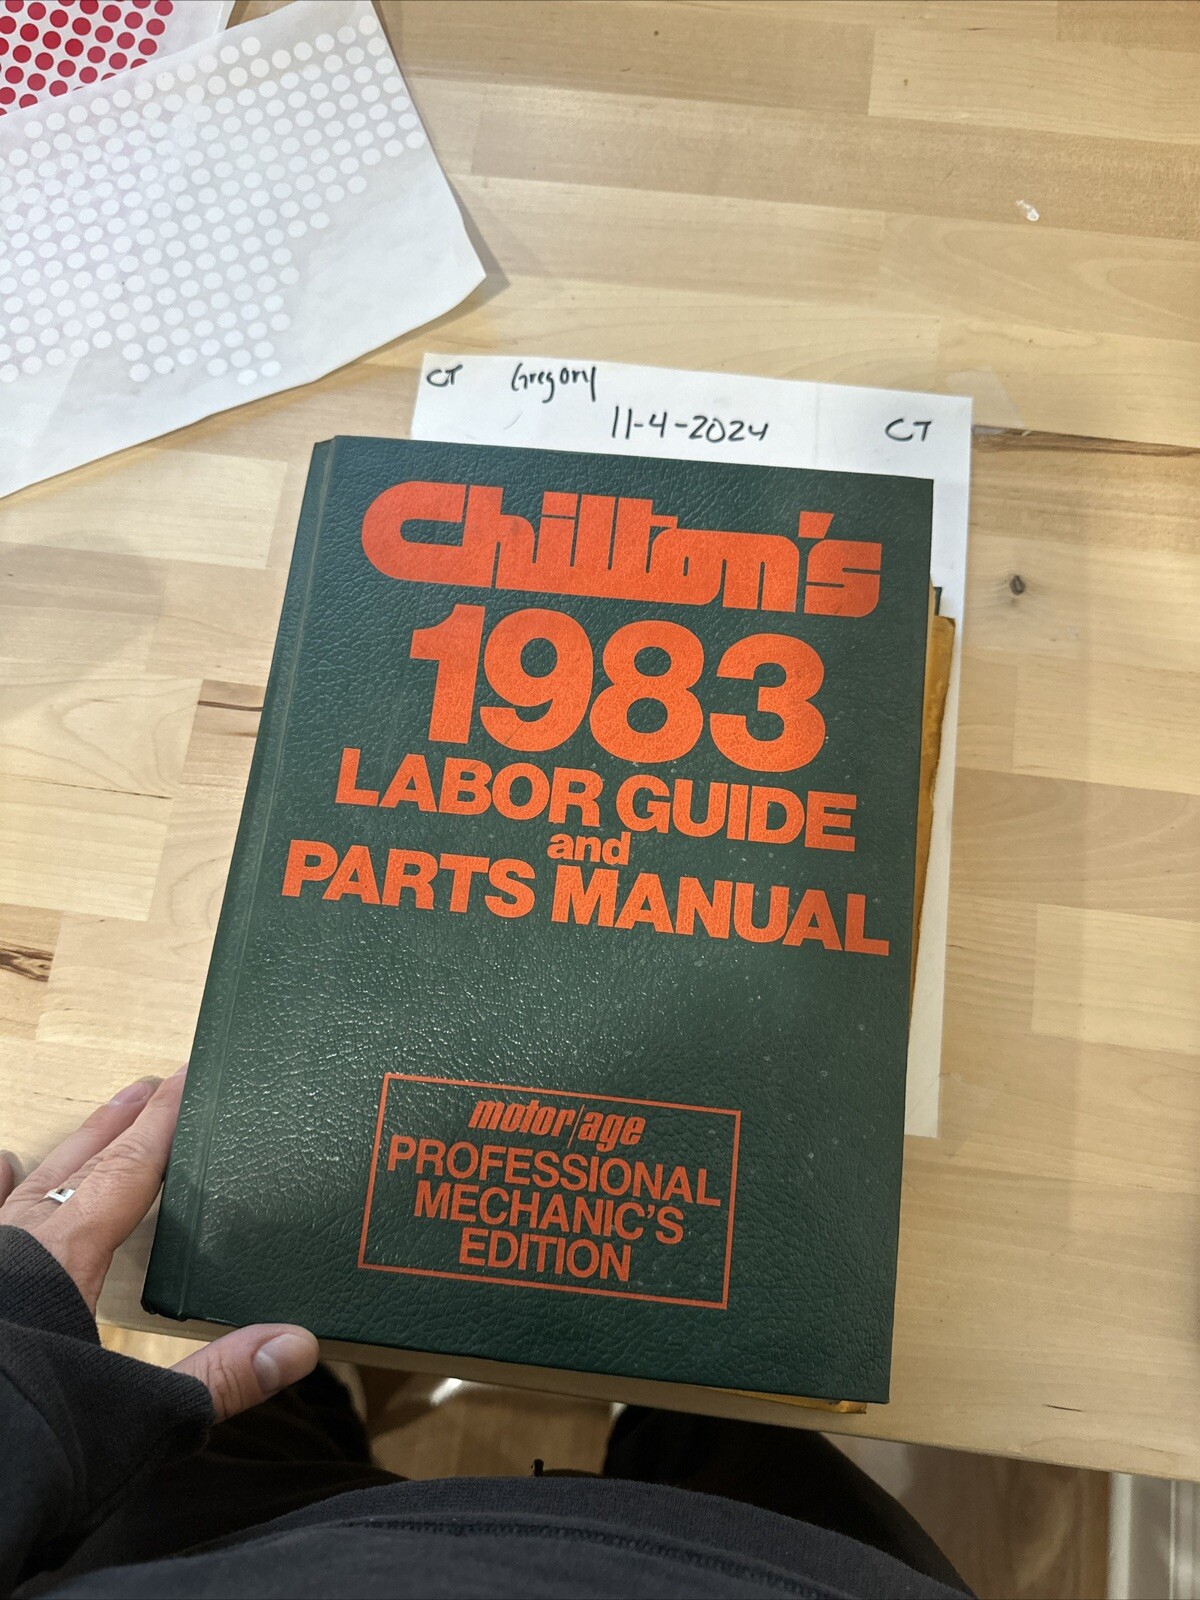 CT Gregory
11-4-2024 CT
Chilton's
1983
LABOR GUIDE
and
PARTS MANUAL
motor/age
PROFESSIONAL
MECHANIC'S
EDITION